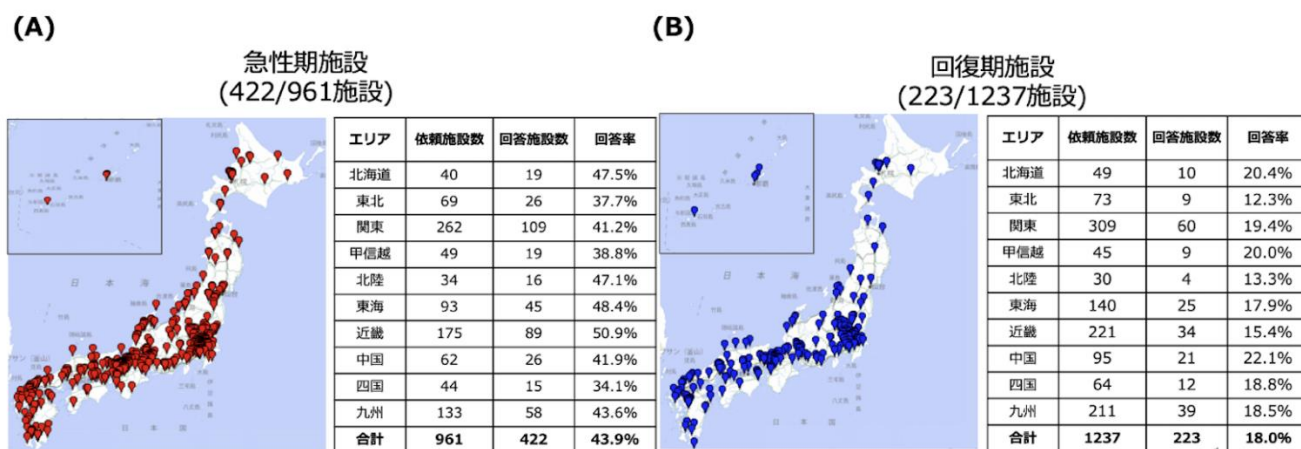 (A)
急性期施設
(422/961施設)
エリア 依頼施設数 回答施設数 回答率
北海道 40 19 47.5%
東北 69 26 37.7%
関東 262 109 41.2%
甲信越 49 19 38.8%
北陸 34 16 47.1%
東海 93 45 48.4%
近畿 175 89 50.9%
中国 62 26 41.9%
四国 44 15 34.1%
九州 133 58 43.6%
合計 961 422 43.9%
日本海
(B)
回復期施設
(223/1237施設)
エリア 依頼施設数 回答施設数 回答率
北海道 49 10 20.4%
東北 73 9 12.3%
関東 309 60 19.4%
甲信越 45 9 20.0%
北陸 30 4 13.3%
東海 140 25 17.9%
近畿 221 34 15.4%
中国 95 21 22.1%
四国 64 12 18.8%
九州 211 39 18.5%
合計 1237 223 18.0%
日本海